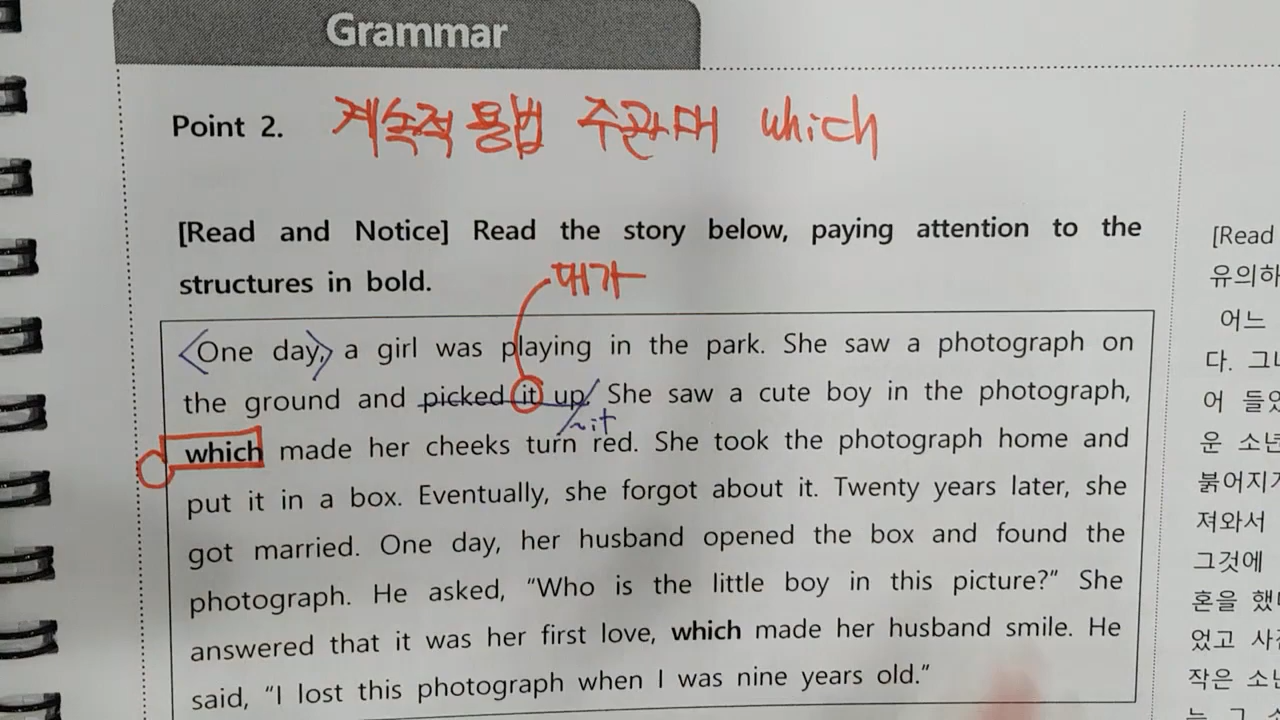 Grammar
Point 2. 계속적 용법 주관대 which
[Read and Notice] Read the story below, paying attention to the
structures in bold.
대가
One day, a girl was playing in the park. She saw a photograph on
the ground and picked it up. She saw a cute boy in the photograph,
it
which made her cheeks turn red. She took the photograph home and
put it in a box. Eventually, she forgot about it. Twenty years later, she
got married. One day, her husband opened the box and found the
photograph. He asked, “Who is the little boy in this picture?” She
answered that it was her first love, which made her husband smile. He
said, “I lost this photograph when I was nine years old.”
[Read
유의하
어느
다. 그
어 들
운 소년
붉어지
져와서
그것에
혼을 했
었고 사
작은 소
는 그